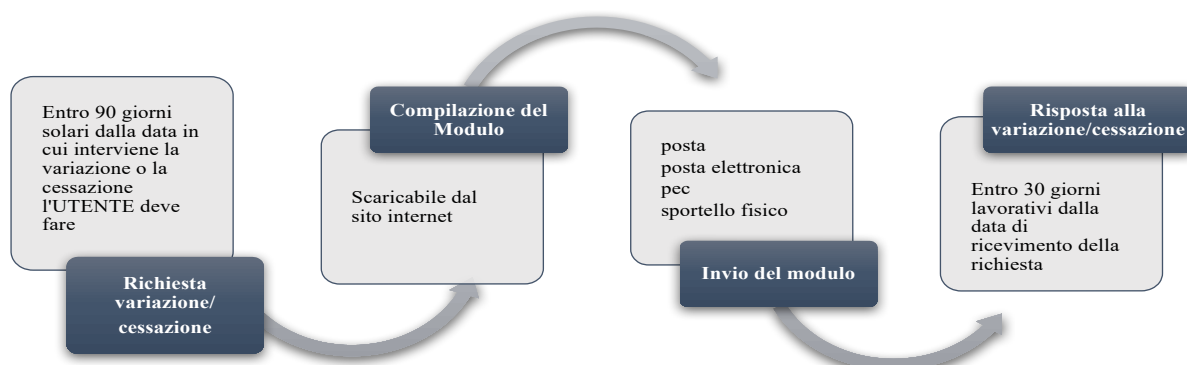 Entro 90 giorni
solari dalla data in
cui interviene la
variazione o la
cessazione
l'UTENTE deve
fare
Richiesta
variazione/
cessazione
Compilazione del
Modulo
Scaricabile dal
sito internet
posta
posta elettronica
pec
sportello fisico
Invio del modulo
Risposta alla
variazione/cessazione
Entro 30 giorni
lavorativi dalla
data di
ricevimento della
richiesta